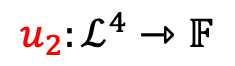 u₂: ℒ⁴ → 𝔽